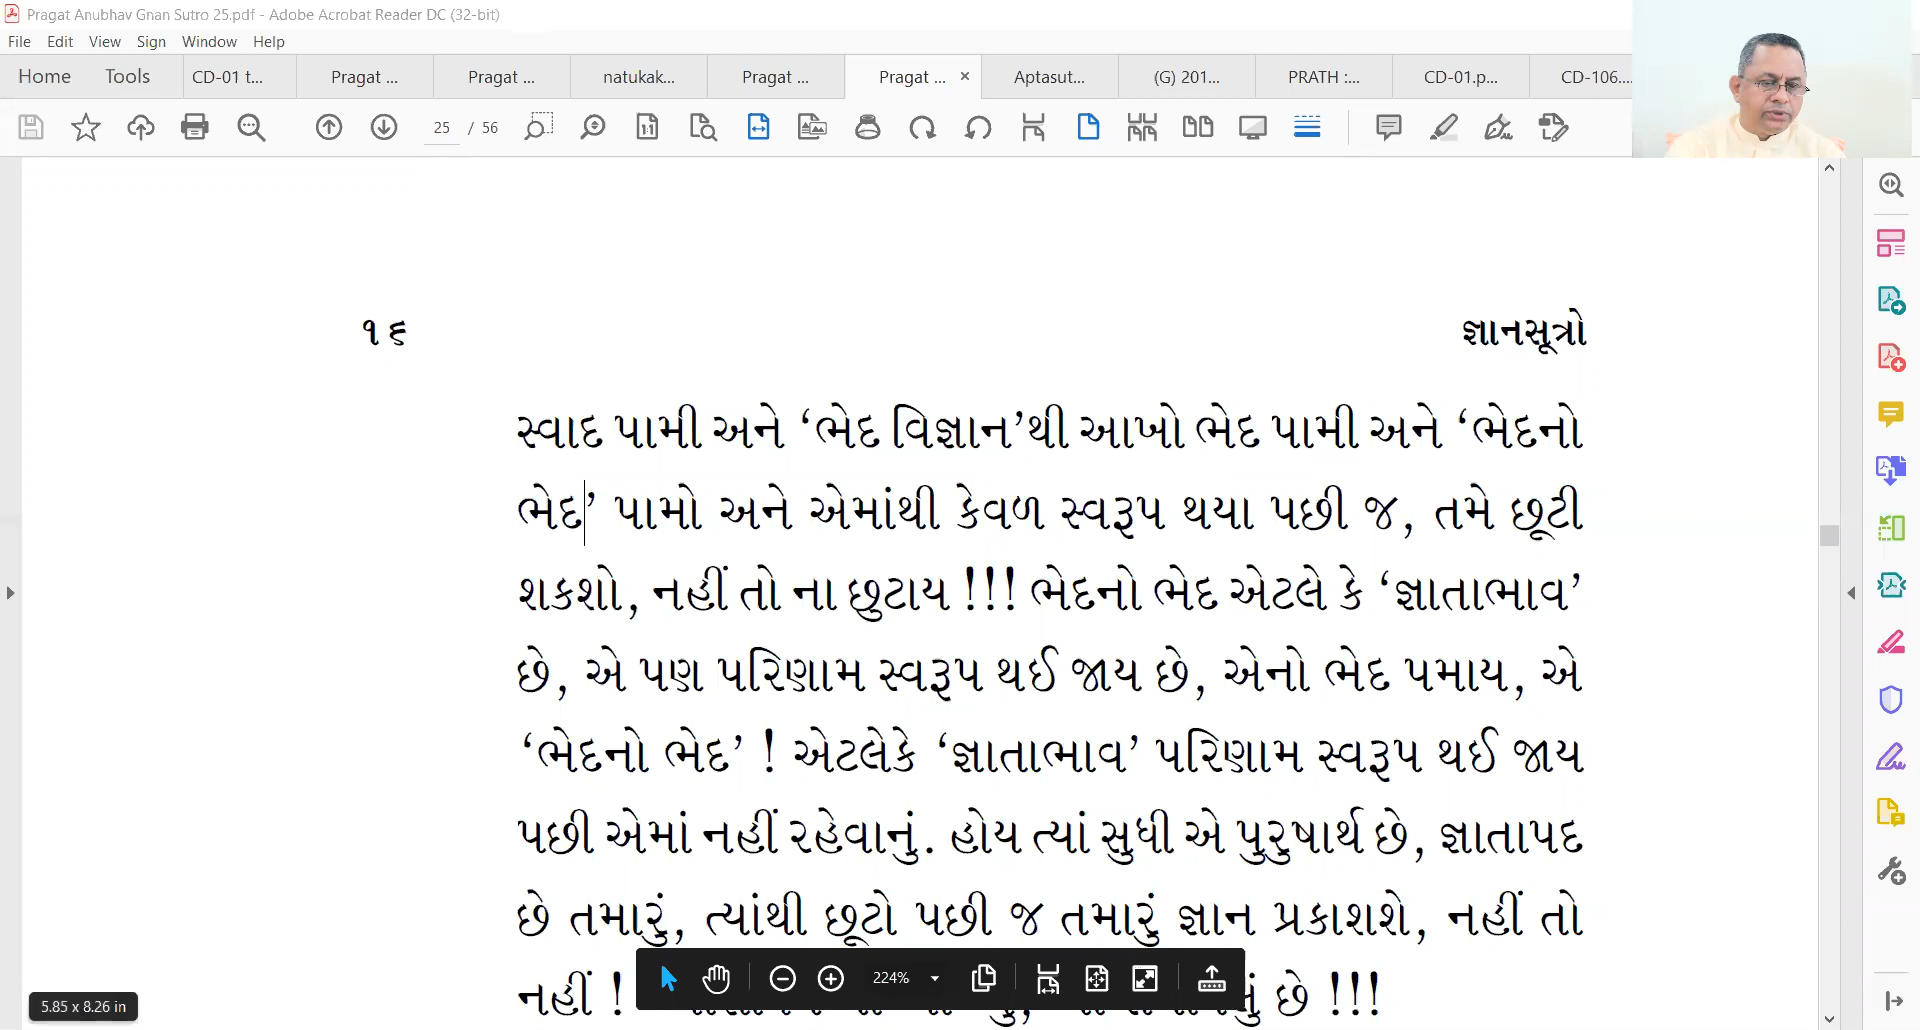 Pragat Anubhav Gnan Sutro 25.pdf - Adobe Acrobat Reader DC (32-bit)
File Edit View Sign Window Help
Home Tools CD-01 t... Pragat ... Pragat ... natukak... Pragat ... Pragat ... Aptasut... (G) 201... PRATH :... CD-01.p... CD-106....
25 / 56
૧૬ જ્ઞાનસૂત્રો
સ્વાદ પામી અને ‘ભેદ વિજ્ઞાન’થી આખો ભેદ પામી અને ‘ભેદનો
ભેદ’ પામો અને એમાંથી કેવળ સ્વરૂપ થયા પછી જ, તમે છૂટી
શકશો, નહીં તો ના છુટાય !!! ભેદનો ભેદ એટલે કે ‘જ્ઞાતાભાવ’
છે, એ પણ પરિણામ સ્વરૂપ થઈ જાય છે, એનો ભેદ પમાય, એ
‘ભેદનો ભેદ’ ! એટલેકે ‘જ્ઞાતાભાવ’ પરિણામ સ્વરૂપ થઈ જાય
પછી એમાં નહીં રહેવાનું. હોય ત્યાં સુધી એ પુરુષાર્થ છે, જ્ઞાતાપદ
છે તમારું, ત્યાંથી છૂટો પછી જ તમારું જ્ઞાન પ્રકાશશે, નહીં તો
નહીં ! છે !!!
224%
5.85 x 8.26 in